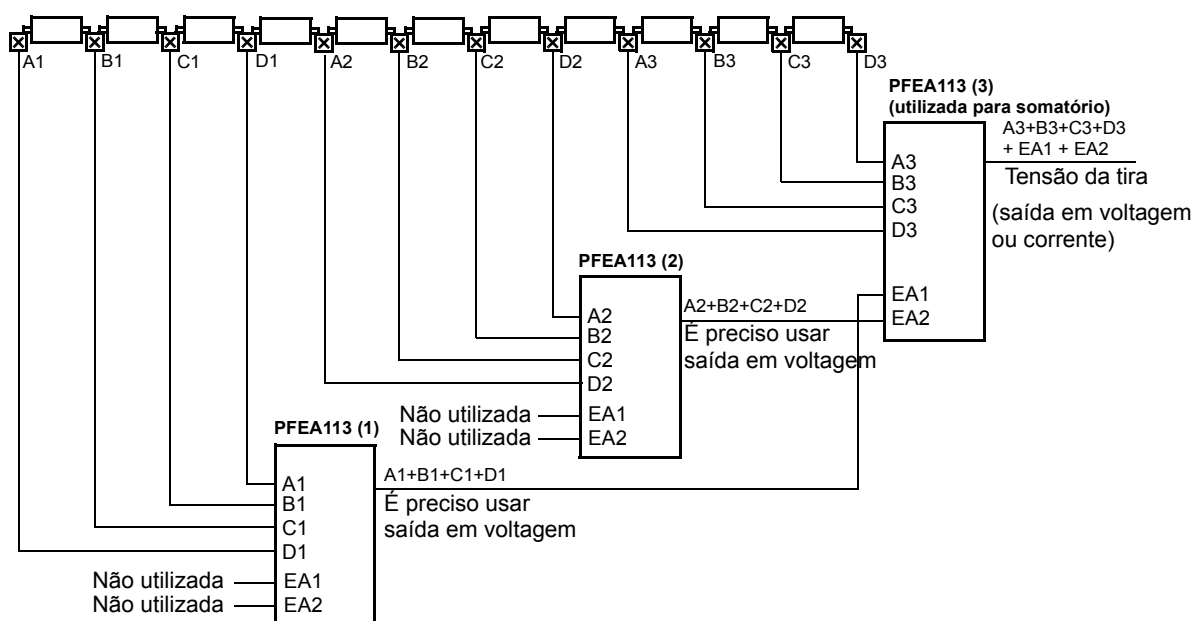 A1 B1 C1 D1 A2 B2 C2 D2 A3 B3 C3 D3
PFEA113 (3)
(utilizada para somatório)
A3
B3
C3
D3
EA1
EA2
A3+B3+C3+D3
+ EA1 + EA2
Tensão da tira
(saída em voltagem
ou corrente)
PFEA113 (2)
A2
B2
C2
D2
EA1
EA2
Não utilizada
Não utilizada
A2+B2+C2+D2
É preciso usar
saída em voltagem
PFEA113 (1)
A1
B1
C1
D1
EA1
EA2
Não utilizada
Não utilizada
A1+B1+C1+D1
É preciso usar
saída em voltagem